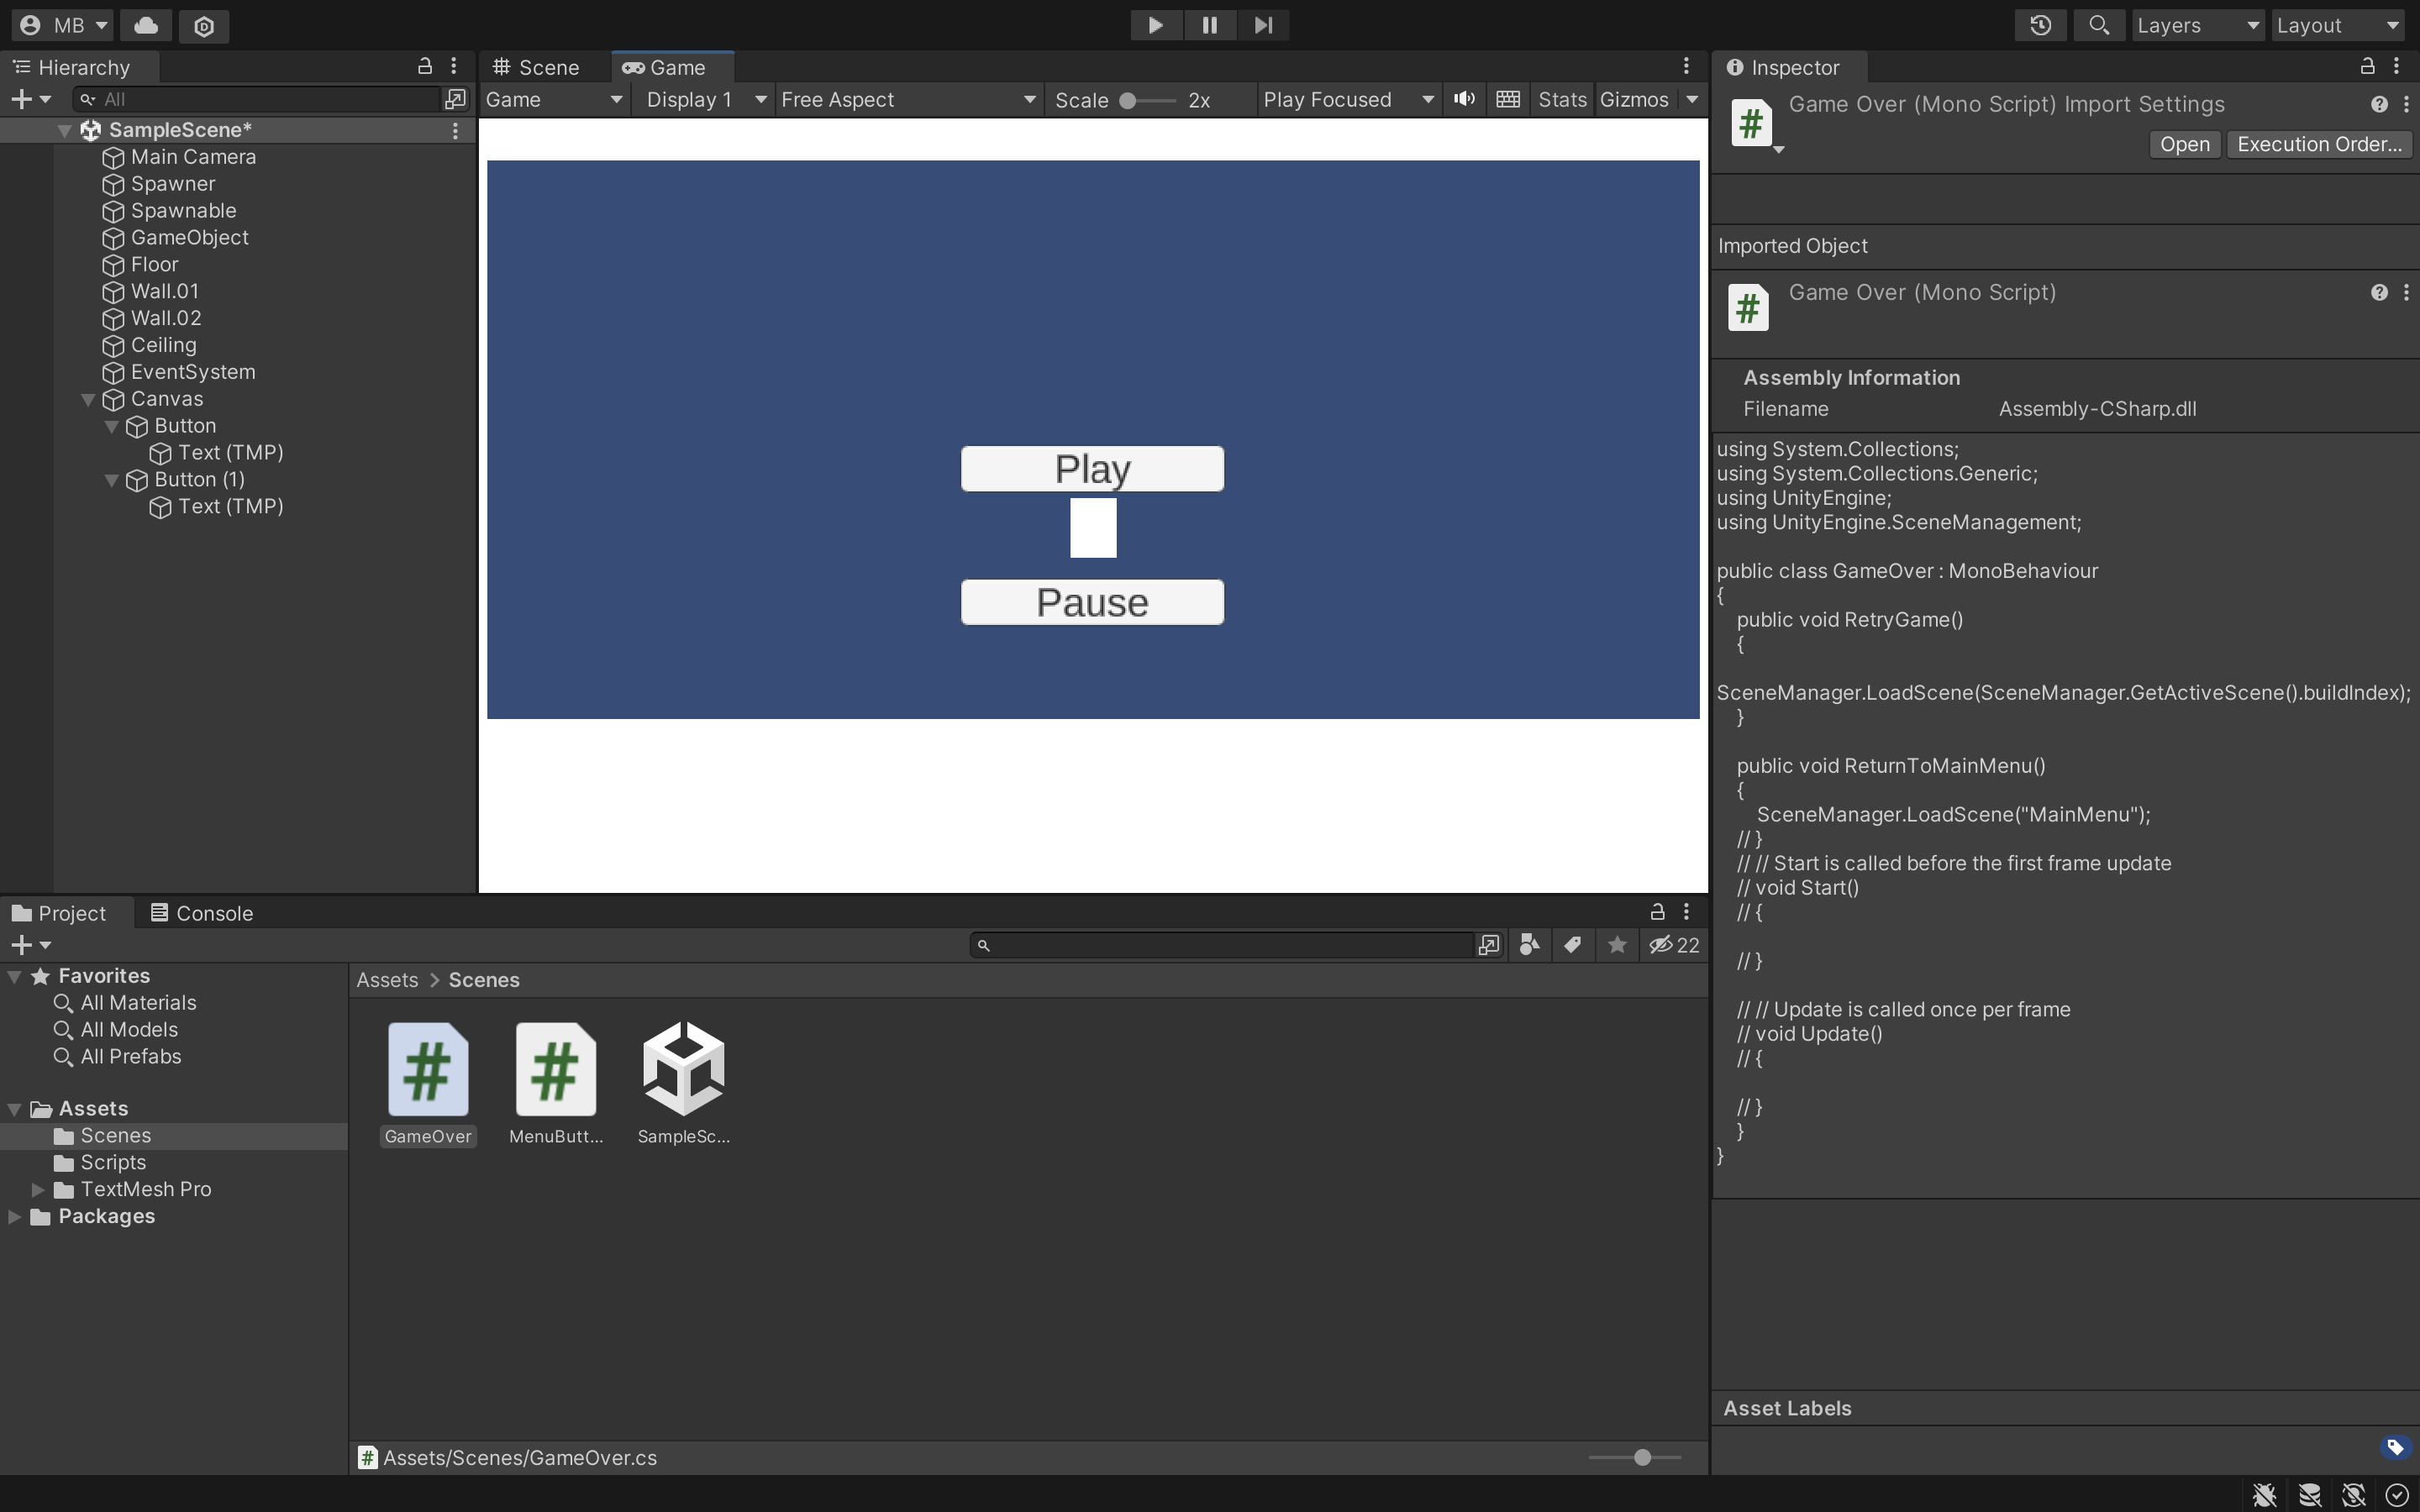 MB
Layers
Layout
Hierarchy
All
SampleScene*
Main Camera
Spawner
Spawnable
GameObject
Floor
Wall.01
Wall.02
Ceiling
EventSystem
Canvas
Button
Text (TMP)
Button (1)
Text (TMP)
Scene
Game
Game
Display 1
Free Aspect
Scale
2x
Play Focused
Stats
Gizmos
Play
Pause
Inspector
Game Over (Mono Script) Import Settings
Open
Execution Order...
Imported Object
Game Over (Mono Script)
Assembly Information
Filename
Assembly-CSharp.dll
using System.Collections;
using System.Collections.Generic;
using UnityEngine;
using UnityEngine.SceneManagement;
public class GameOver : MonoBehaviour
{
public void RetryGame()
{
SceneManager.LoadScene(SceneManager.GetActiveScene().buildIndex);
}
public void ReturnToMainMenu()
{
SceneManager.LoadScene("MainMenu");
// }
// // Start is called before the first frame update
// void Start()
// {
// }
// // Update is called once per frame
// void Update()
// {
// }
}
}
Asset Labels
Project
Console
22
Favorites
All Materials
All Models
All Prefabs
Assets
Scenes
Scripts
TextMesh Pro
Packages
Assets > Scenes
GameOver
MenuButt...
SampleSc...
Assets/Scenes/GameOver.cs